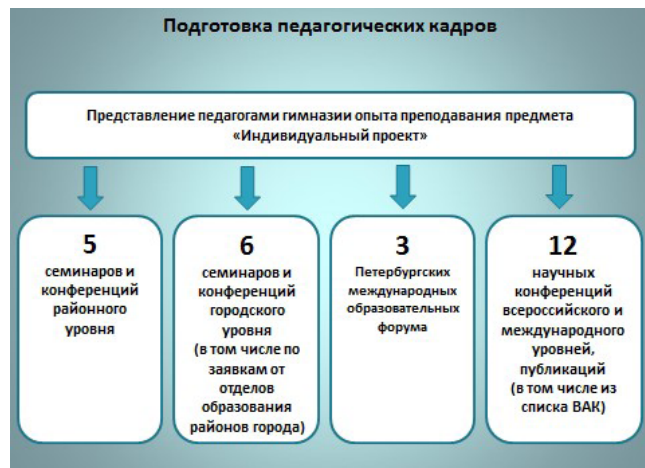 Подготовка педагогических кадров
Представление педагогами гимназии опыта преподавания предмета
«Индивидуальный проект»
5
семинаров и
конференций
районного
уровня
6
семинаров и
конференций
городского
уровня
(в том числе по
заявкам от
отделов
образования
районов города)
3
Петербургских
международных
образовательных
форума
12
научных
конференций
всероссийского и
международного
уровней,
публикаций
(в том числе из
списка ВАК)